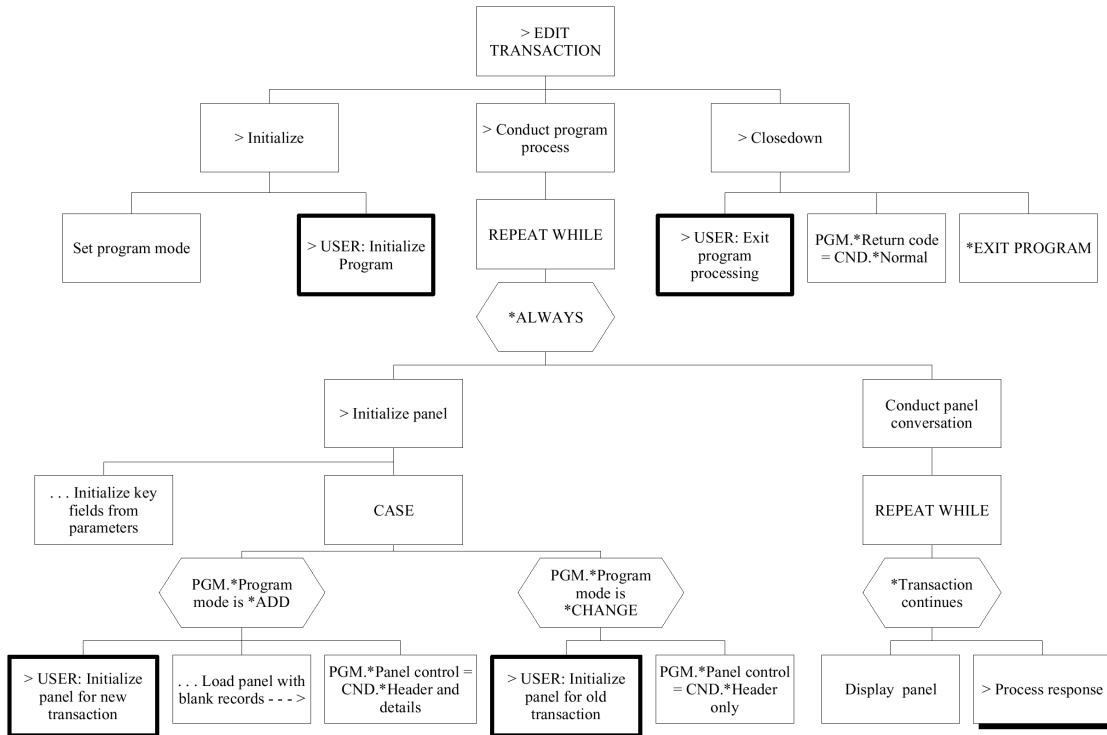 > EDIT
TRANSACTION
> Initialize
> Conduct program
process
> Closedown
Set program mode
> USER: Initialize
Program
REPEAT WHILE
> USER: Exit
program
processing
PGM.*Return code
= CND.*Normal
*EXIT PROGRAM
*ALWAYS
> Initialize panel
Conduct panel
conversation
. . . Initialize key
fields from
parameters
CASE
REPEAT WHILE
PGM.*Program
mode is *ADD
PGM.*Program
mode is
*CHANGE
*Transaction
continues
> USER: Initialize
panel for new
transaction
. . . Load panel with
blank records - - - >
PGM.*Panel control =
CND.*Header and
details
> USER: Initialize
panel for old
transaction
PGM.*Panel control
= CND.*Header
only
Display panel
> Process response